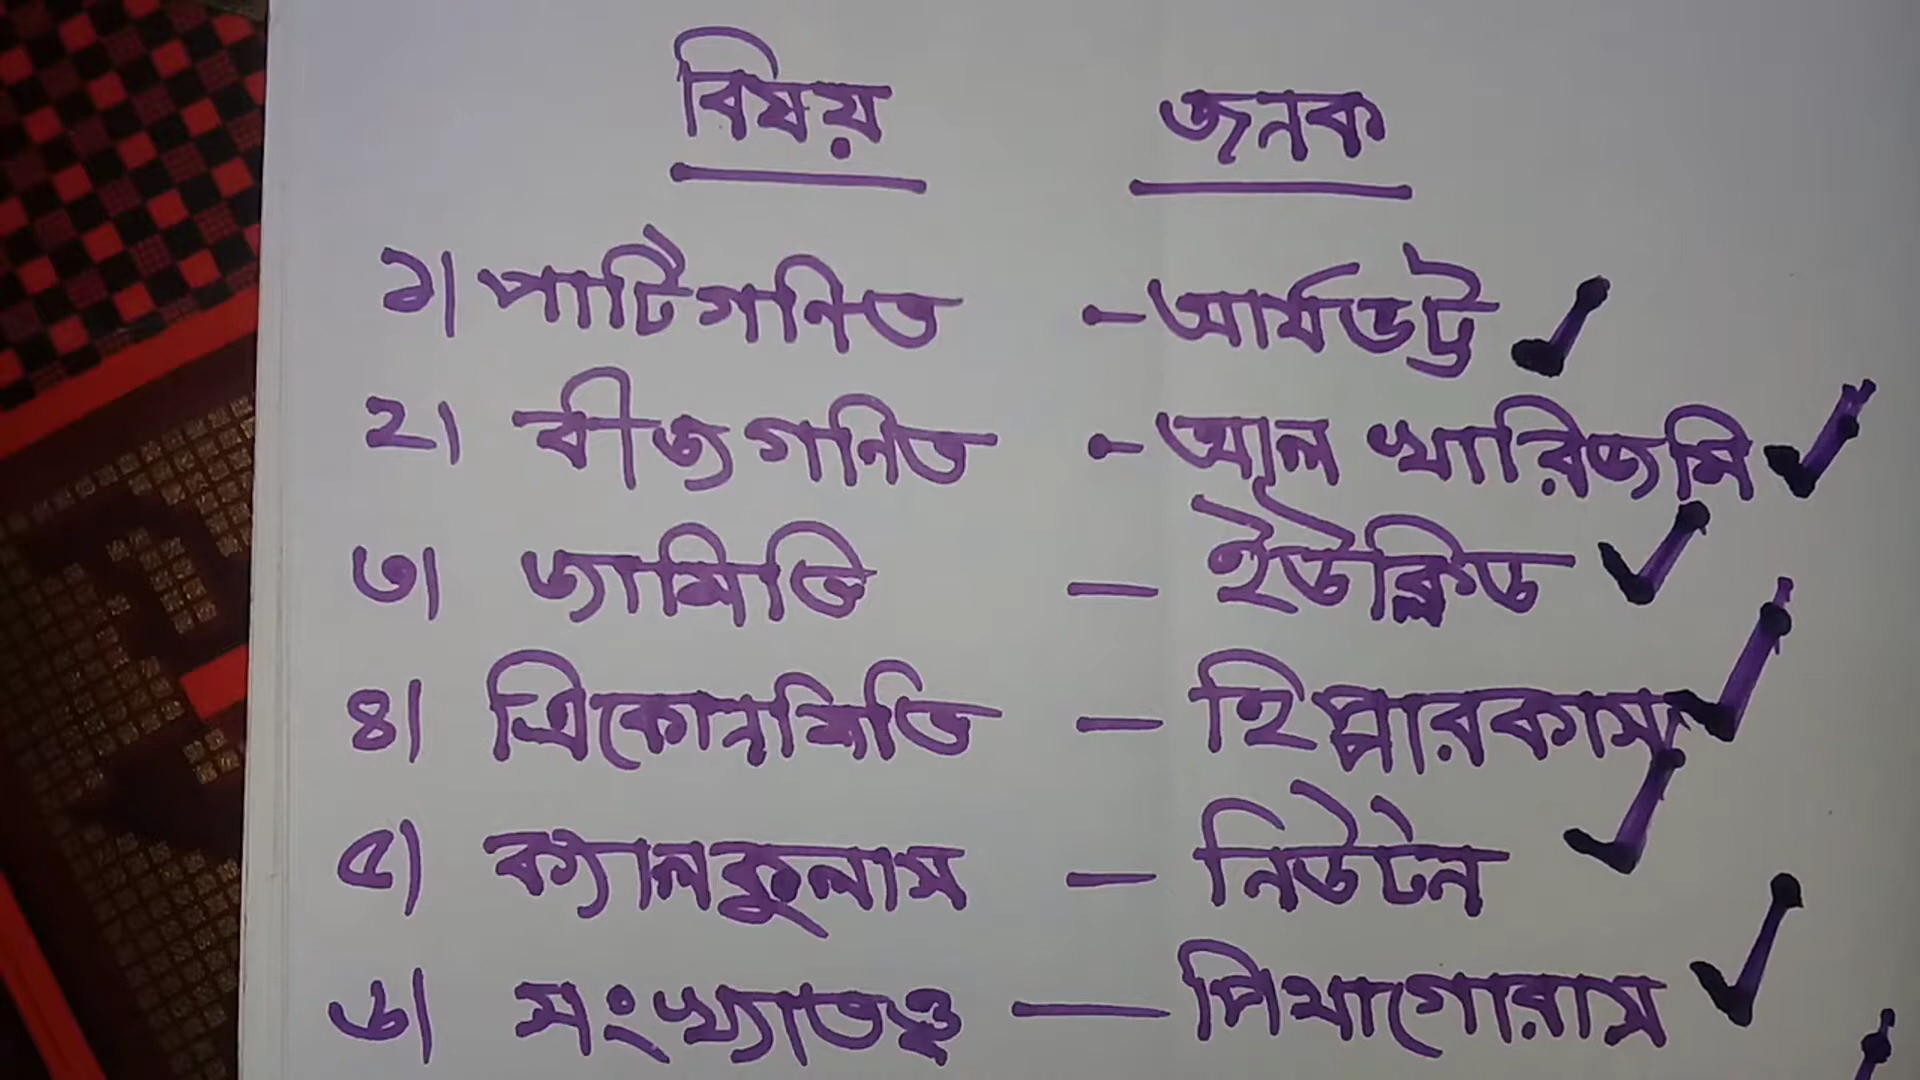 বিষয় জনক
১। পাটিগণিত - আর্যভট্ট
২। বীজগণিত - আল খারিজমি
৩। জ্যামিতি - ইউক্লিড
৪। ত্রিকোনমিতি - হিপ্পারকাস
৫। ক্যালকুলাস - নিউটন
৬। সংখ্যাতত্ত্ব - পিথাগোরাস